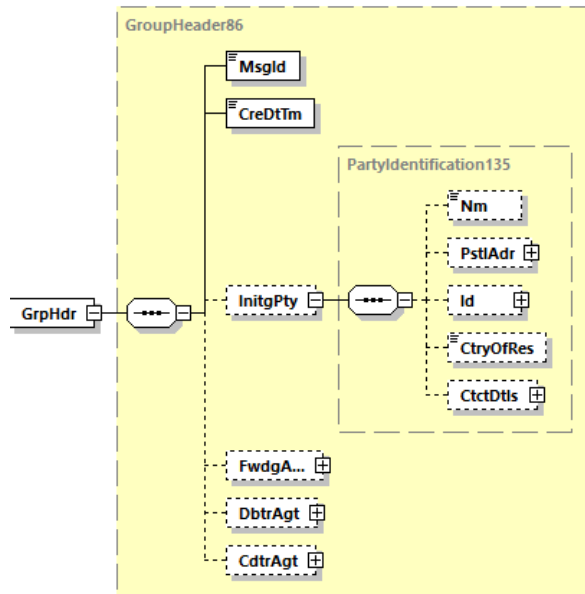 GroupHeader86
MsgId
CreDtTm
PartyIdentification135
Nm
PstlAdr
GrpHdr
InitgPty
Id
CtryOfRes
CtctDtls
FwdgA...
DbtrAgt
CdtrAgt